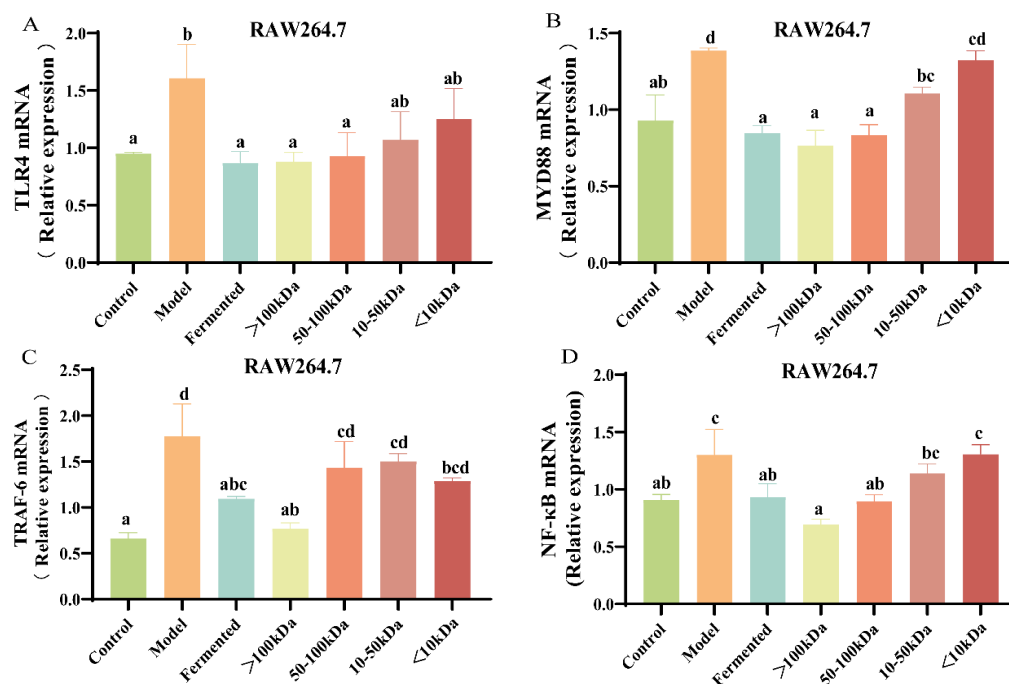 A
RAW264.7
TLR4 mRNA
( Relative expression )
2.0
1.5
1.0
0.5
0.0
b
a
a
a
a
ab
ab
Control
Model
Fermented
>100kDa
50-100kDa
10-50kDa
<10kDa
B
RAW264.7
MYD88 mRNA
( Relative expression )
1.5
1.0
0.5
0.0
ab
d
a
a
a
bc
cd
Control
Model
Fermented
>100kDa
50-100kDa
10-50kDa
<10kDa
C
RAW264.7
TRAF-6 mRNA
( Relative expression )
2.5
2.0
1.5
1.0
0.5
0.0
a
d
abc
ab
cd
cd
bcd
Control
Model
Fermented
>100kDa
50-100kDa
10-50kDa
<10kDa
D
RAW264.7
NF-κB mRNA
(Relative expression)
2.0
1.5
1.0
0.5
0.0
ab
c
ab
a
ab
bc
c
Control
Model
Fermented
>100kDa
50-100kDa
10-50kDa
<10kDa